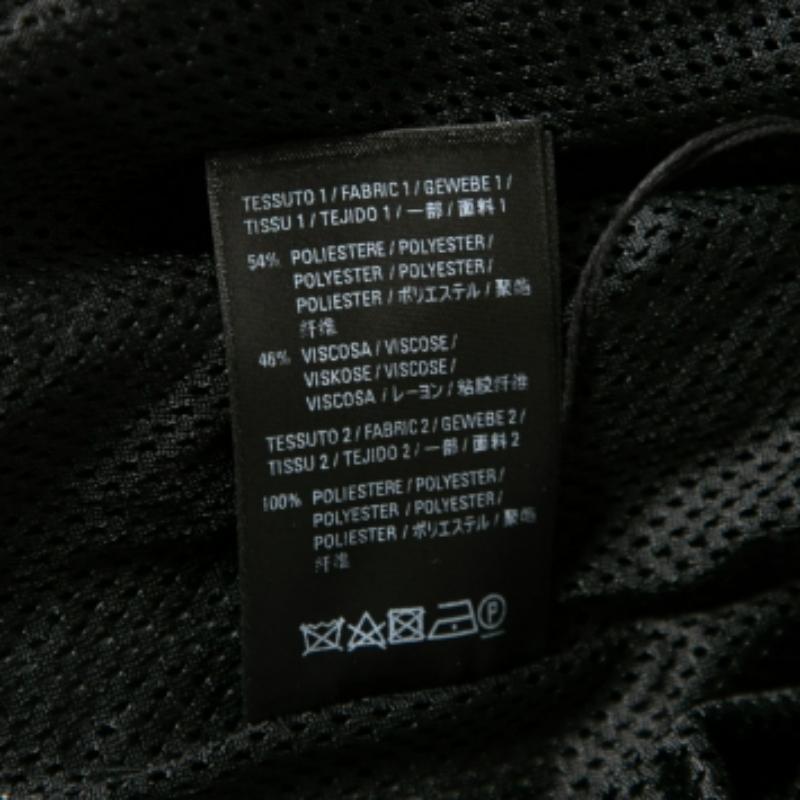 TESSUTO 1 / FABRIC 1 / GEWEBE 1 /
TISSU 1 / TEJIDO 1 / 一部 / 面料 1
54% POLIESTERE / POLYESTER /
POLYESTER / POLYESTER /
POLIESTER / ポリエステル / 聚酯
纤维
46% VISCOSA / VISCOSE /
VISKOSE / VISCOSE /
VISCOSA / レーヨン / 粘胶纤维
TESSUTO 2 / FABRIC 2 / GEWEBE 2 /
TISSU 2 / TEJIDO 2 / 一部 / 面料 2
100% POLIESTERE / POLYESTER /
POLYESTER / POLYESTER /
POLIESTER / ポリエステル / 聚酯
纤维
P